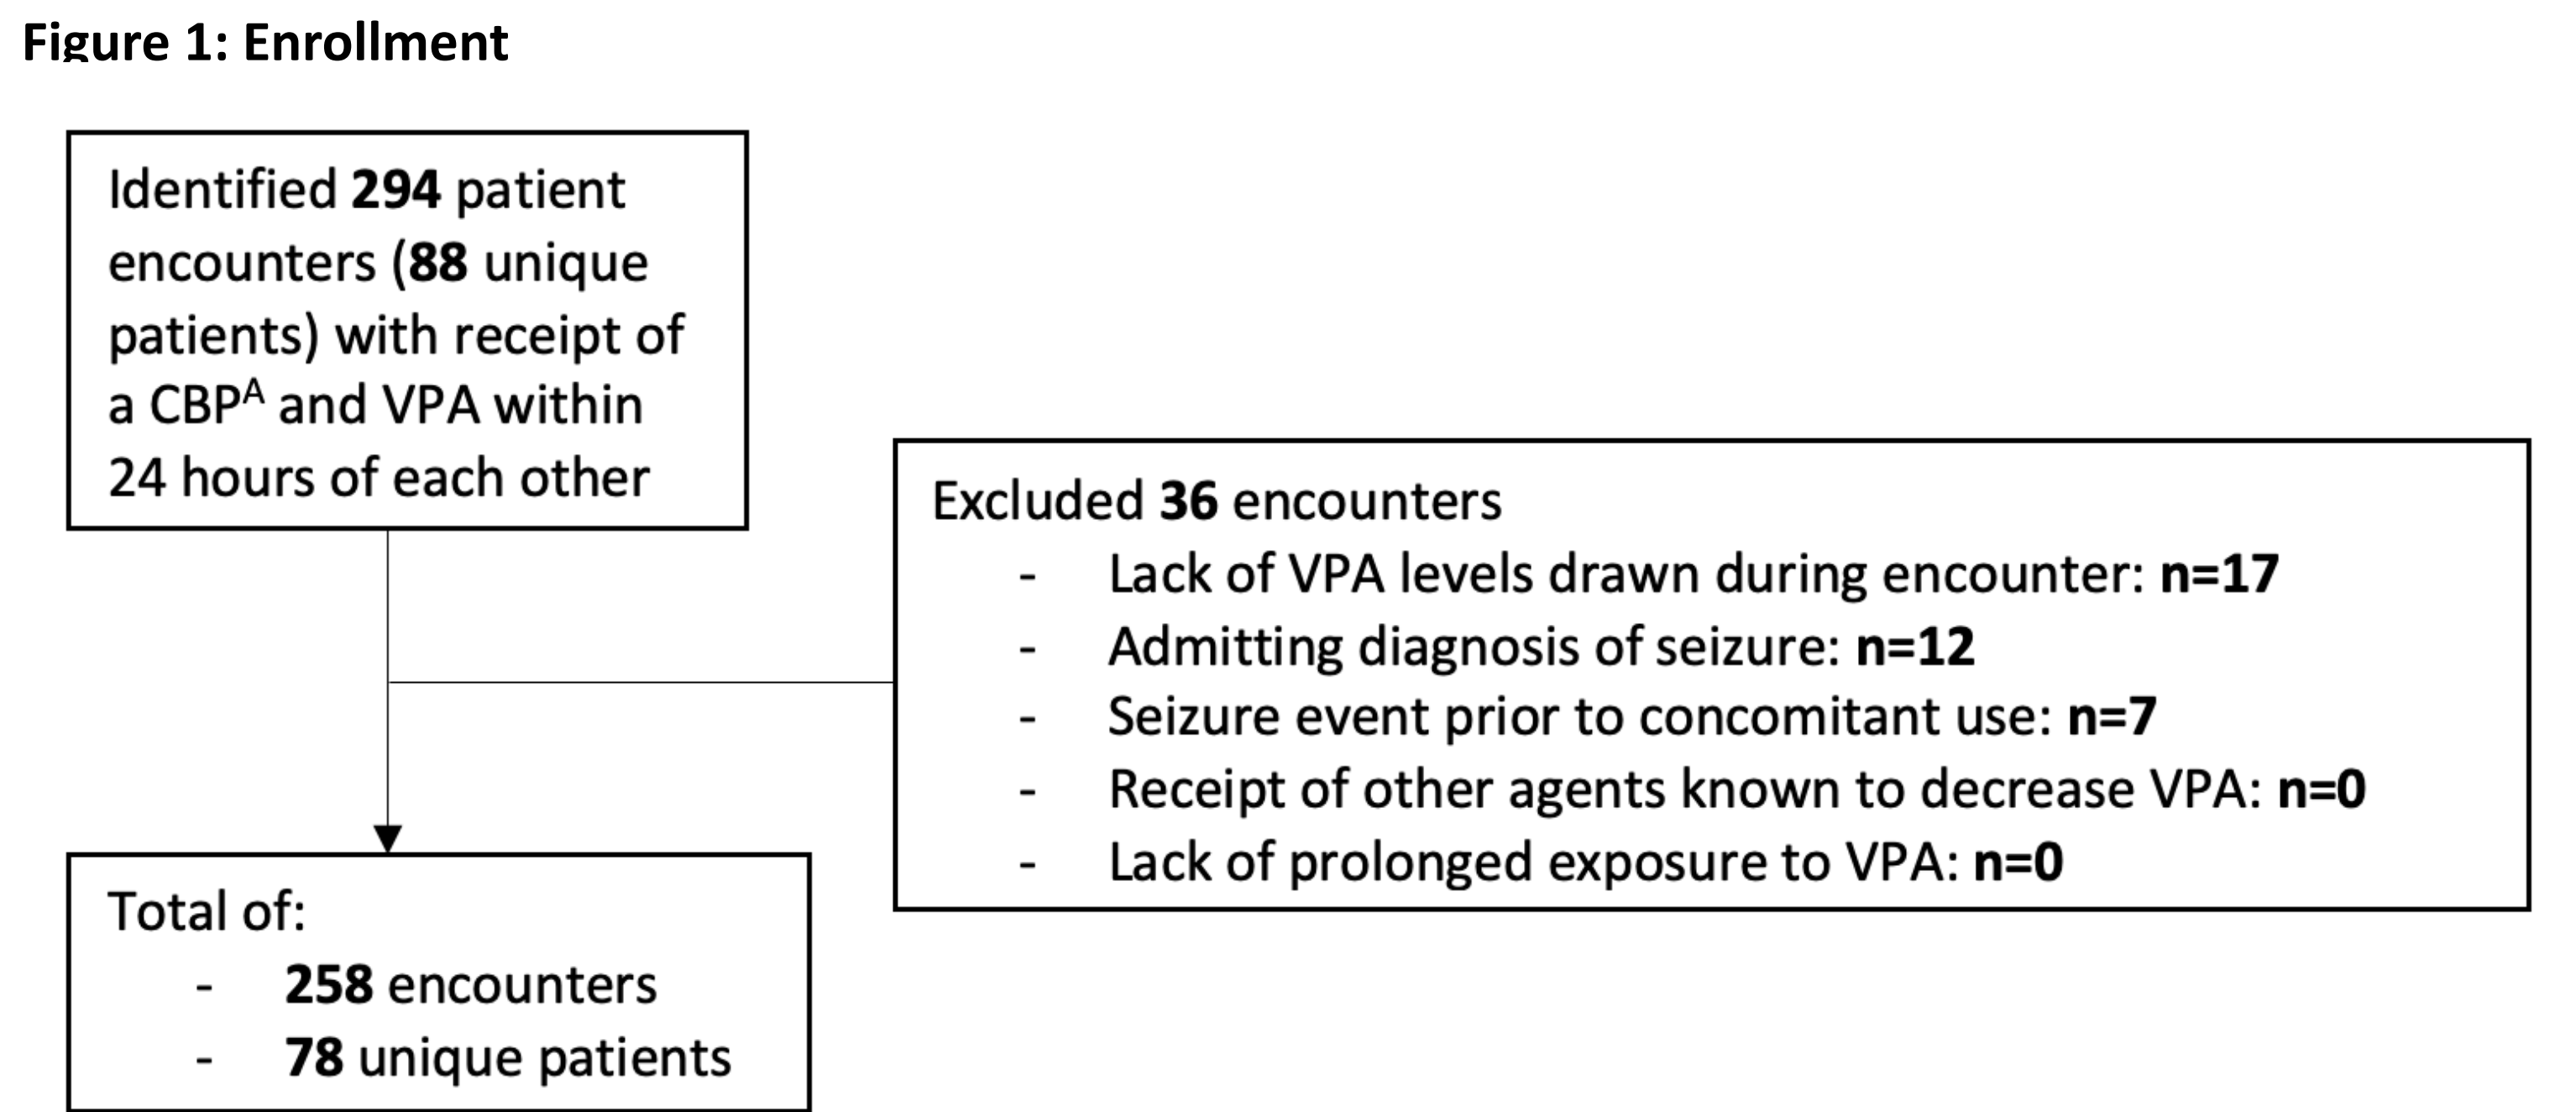 Figure 1: Enrollment
Identified 294 patient
encounters (88 unique
patients) with receipt of
a CBPᴬ and VPA within
24 hours of each other
Excluded 36 encounters
- Lack of VPA levels drawn during encounter: n=17
- Admitting diagnosis of seizure: n=12
- Seizure event prior to concomitant use: n=7
- Receipt of other agents known to decrease VPA: n=0
- Lack of prolonged exposure to VPA: n=0
Total of:
- 258 encounters
- 78 unique patients